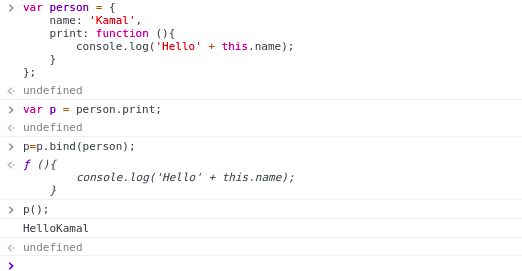 var person = {
    name: 'Kamal',
    print: function (){
        console.log('Hello' + this.name);
    }
};
undefined
var p = person.print;
undefined
p=p.bind(person);
ƒ (){
        console.log('Hello' + this.name);
    }
p();
HelloKamal
undefined